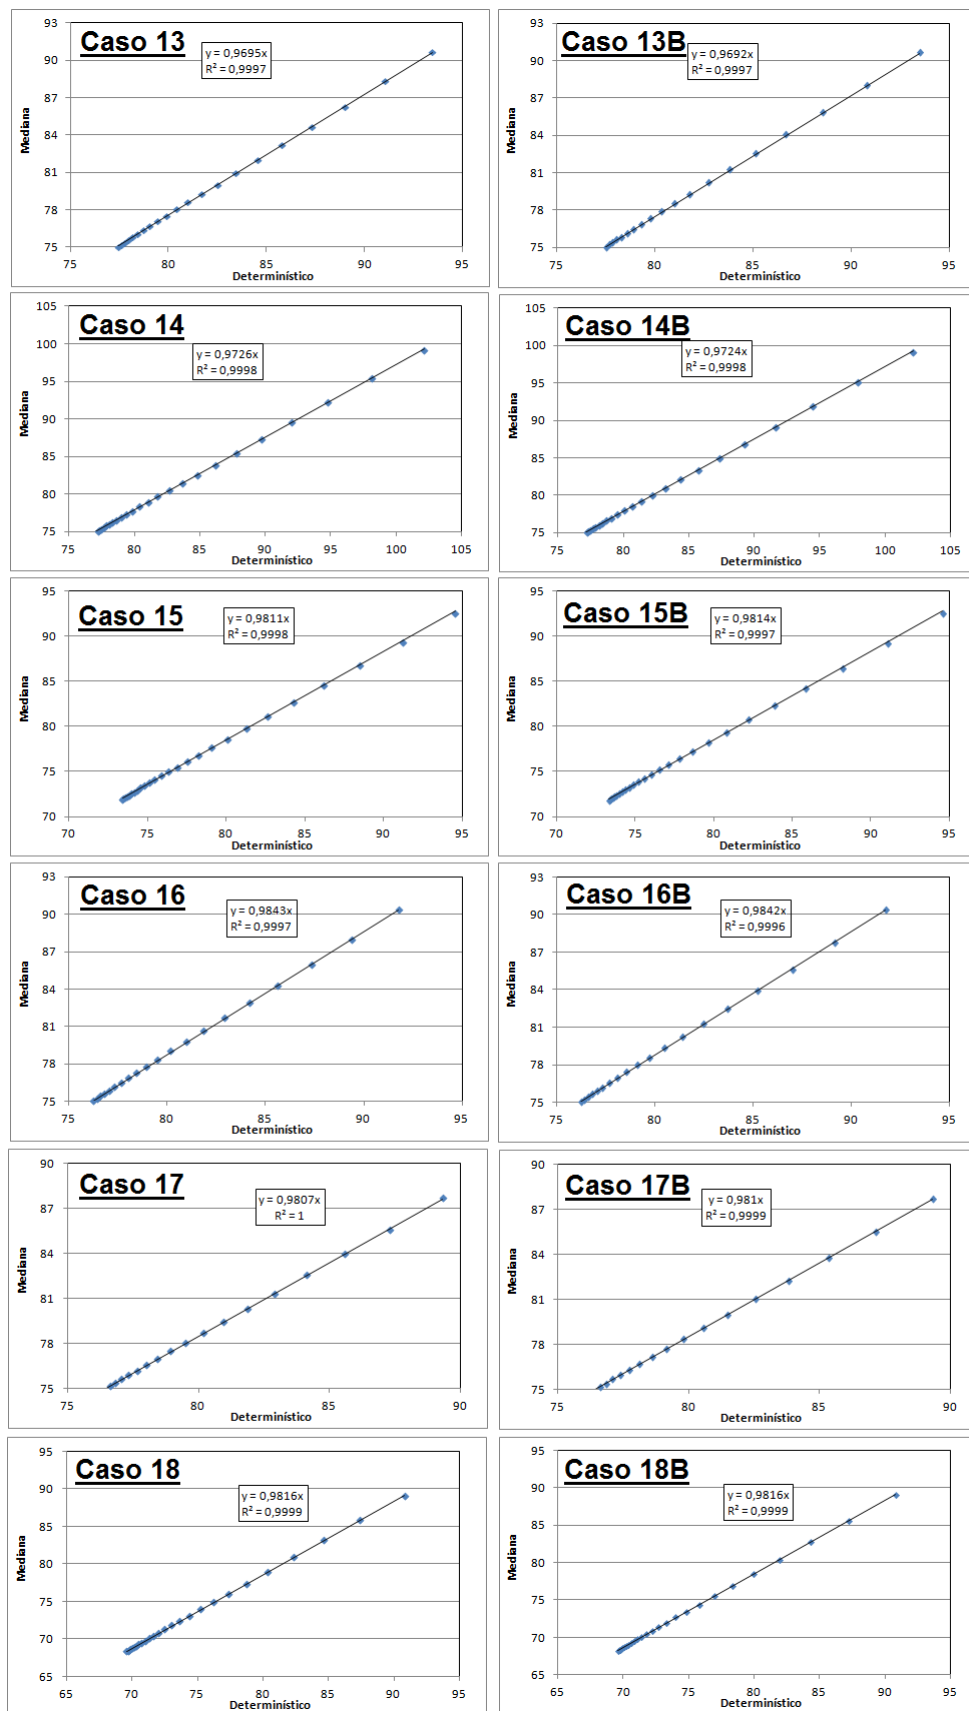 Caso 13
y = 0,9695x
R² = 0,9997
Mediana
93
90
87
84
81
78
75
75 80 85 90 95
Determinístico
Caso 13B
y = 0,9692x
R² = 0,9997
Mediana
93
90
87
84
81
78
75
75 80 85 90 95
Determinístico
Caso 14
y = 0,9726x
R² = 0,9998
Mediana
105
100
95
90
85
80
75
75 80 85 90 95 100 105
Determinístico
Caso 14B
y = 0,9724x
R² = 0,9998
Mediana
105
100
95
90
85
80
75
75 80 85 90 95 100 105
Determinístico
Caso 15
y = 0,9811x
R² = 0,9998
Mediana
95
90
85
80
75
70
70 75 80 85 90 95
Determinístico
Caso 15B
y = 0,9814x
R² = 0,9997
Mediana
95
90
85
80
75
70
70 75 80 85 90 95
Determinístico
Caso 16
y = 0,9843x
R² = 0,9997
Mediana
93
90
87
84
81
78
75
75 80 85 90 95
Determinístico
Caso 16B
y = 0,9842x
R² = 0,9996
Mediana
93
90
87
84
81
78
75
75 80 85 90 95
Determinístico
Caso 17
y = 0,9807x
R² = 1
Mediana
90
87
84
81
78
75
75 80 85 90
Determinístico
Caso 17B
y = 0,981x
R² = 0,9999
Mediana
90
87
84
81
78
75
75 80 85 90
Determinístico
Caso 18
y = 0,9816x
R² = 0,9999
Mediana
95
90
85
80
75
70
65
65 70 75 80 85 90 95
Determinístico
Caso 18B
y = 0,9816x
R² = 0,9999
Mediana
95
90
85
80
75
70
65
65 70 75 80 85 90 95
Determinístico